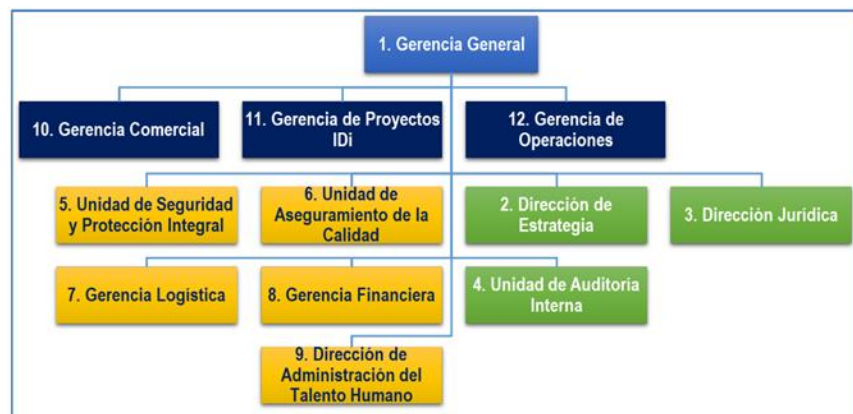 1. Gerencia General
10. Gerencia Comercial
11. Gerencia de Proyectos
IDi
12. Gerencia de
Operaciones
5. Unidad de Seguridad
y Protección Integral
6. Unidad de
Aseguramiento de la
Calidad
2. Dirección de
Estrategia
3. Dirección Jurídica
7. Gerencia Logística
8. Gerencia Financiera
4. Unidad de Auditoria
Interna
9. Dirección de
Administración del
Talento Humano